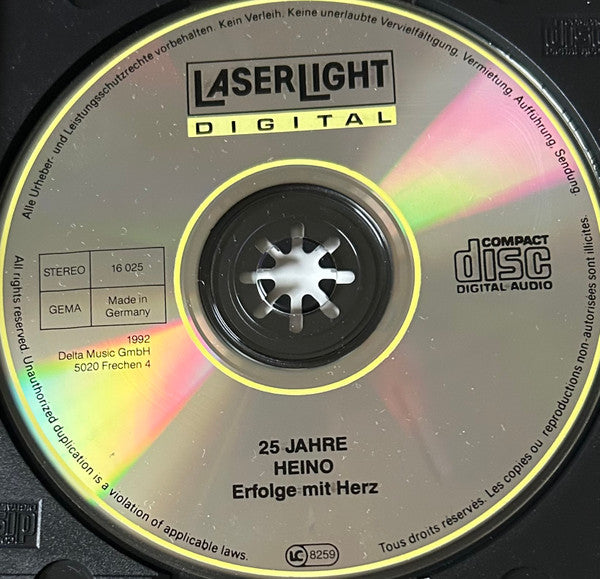 Alle Urheber- und Leistungsschutzrechte vorbehalten. Kein Verleih. Keine unerlaubte Vervielfältigung, Vermietung, Aufführung, Sendung.
LASERLIGHT
DIGITAL
STEREO
16 025
GEMA
Made in
Germany
1992
Delta Music GmbH
5020 Frechen 4
COMPACT
disc
DIGITAL AUDIO
25 JAHRE
HEINO
Erfolge mit Herz
LC 8259
All rights reserved. Unauthorized duplication is a violation of applicable laws.
Tous droits réservés. Les copies ou reproductions non-autorisées sont illicites.